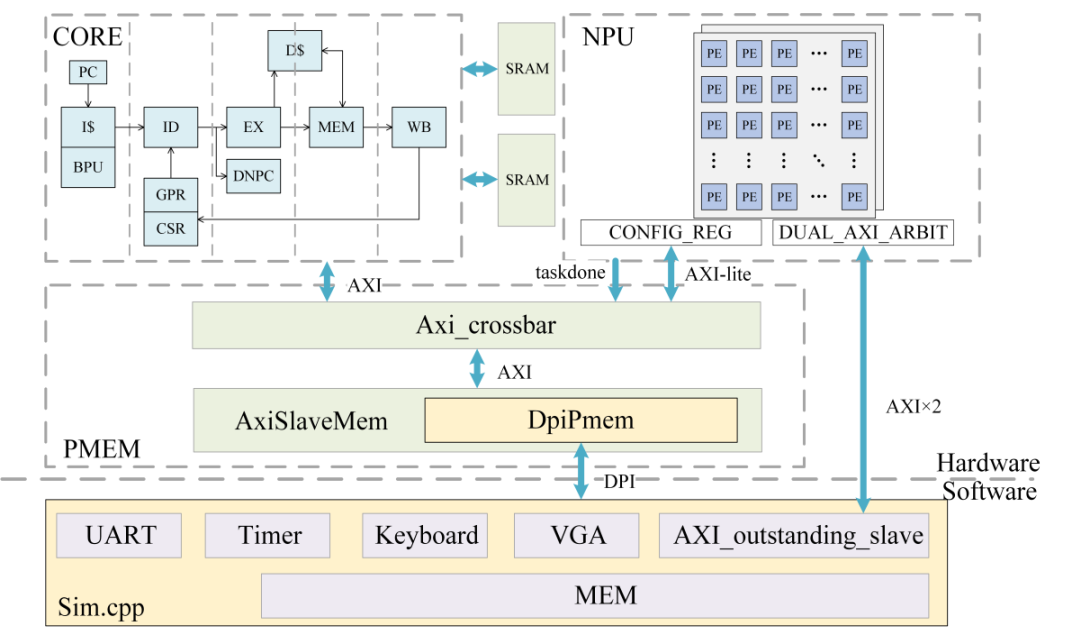 CORE
D$
PC
I$
ID
EX
MEM
WB
BPU
DNPC
GPR
CSR
SRAM
SRAM
NPU
PE PE PE ... PE
PE PE PE ... PE
PE PE PE ... PE
PE PE PE ... PE
CONFIG_REG
DUAL_AXI_ARBIT
taskdone
AXI-lite
AXI
Axi_crossbar
AXI
AXI×2
AxiSlaveMem
DpiPmem
PMEM
Hardware
DPI
Software
UART
Timer
Keyboard
VGA
AXI_outstanding_slave
MEM
Sim.cpp